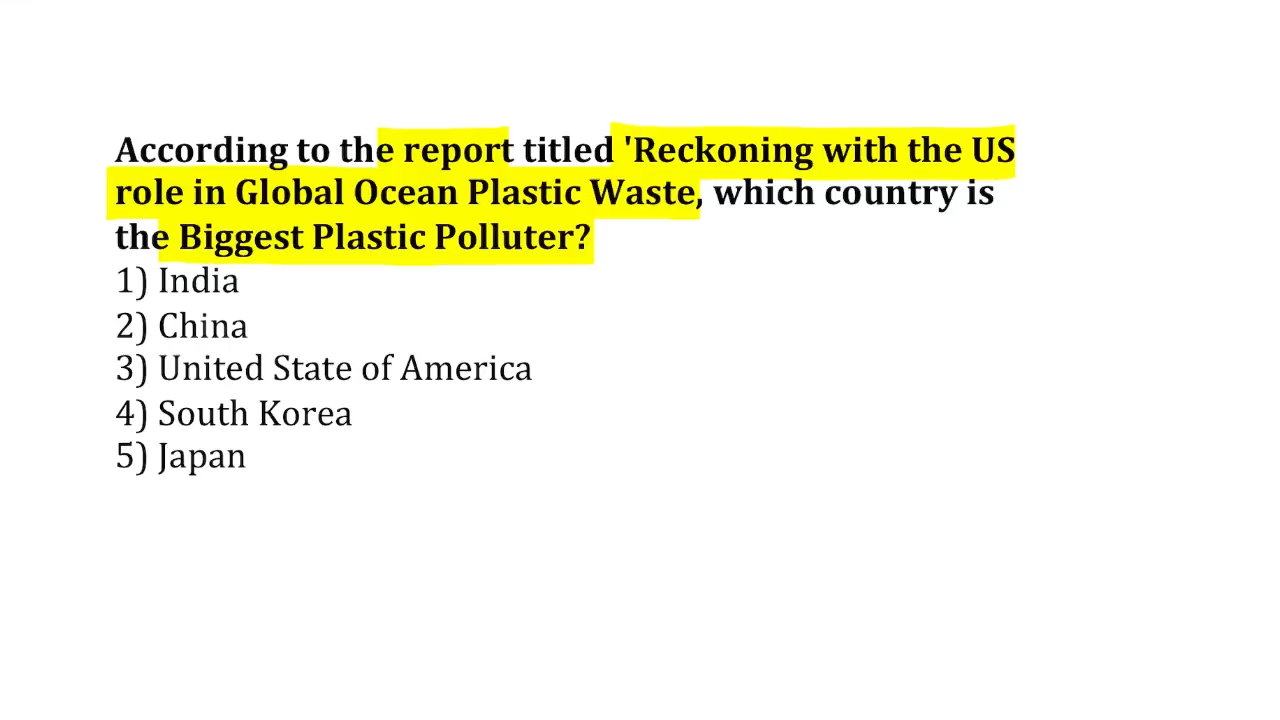 According to the report titled 'Reckoning with the US
role in Global Ocean Plastic Waste, which country is
the Biggest Plastic Polluter?
1) India
2) China
3) United State of America
4) South Korea
5) Japan